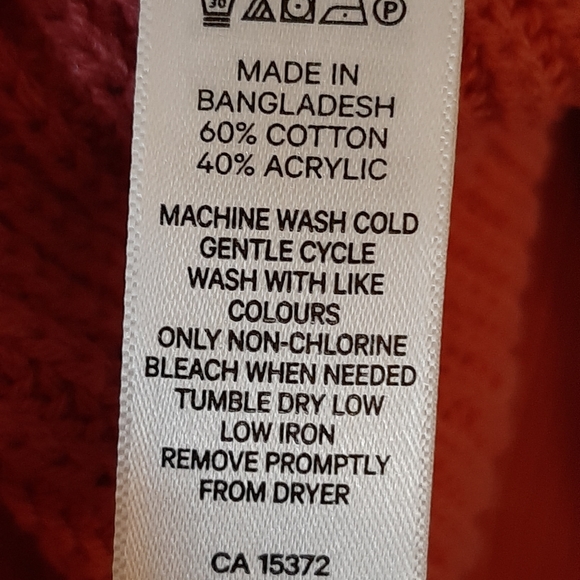 30 P
MADE IN
BANGLADESH
60% COTTON
40% ACRYLIC
MACHINE WASH COLD
GENTLE CYCLE
WASH WITH LIKE
COLOURS
ONLY NON-CHLORINE
BLEACH WHEN NEEDED
TUMBLE DRY LOW
LOW IRON
REMOVE PROMPTLY
FROM DRYER
CA 15372